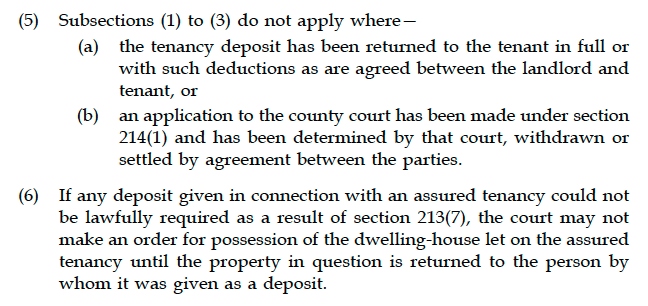 (5) Subsections (1) to (3) do not apply where—
(a) the tenancy deposit has been returned to the tenant in full or
with such deductions as are agreed between the landlord and
tenant, or
(b) an application to the county court has been made under section
214(1) and has been determined by that court, withdrawn or
settled by agreement between the parties.
(6) If any deposit given in connection with an assured tenancy could not
be lawfully required as a result of section 213(7), the court may not
make an order for possession of the dwelling-house let on the assured
tenancy until the property in question is returned to the person by
whom it was given as a deposit.